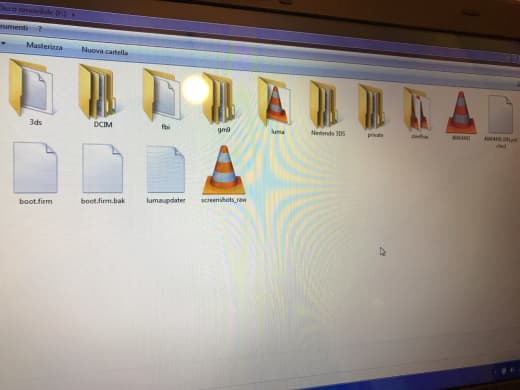 Disco rimovibile (F:)
?
Masterizza Nuova cartella
3ds DCIM fbi gm9 luma Nintendo 3DS private
boot.firm boot.firm.bak lumaupdater screenshots_raw